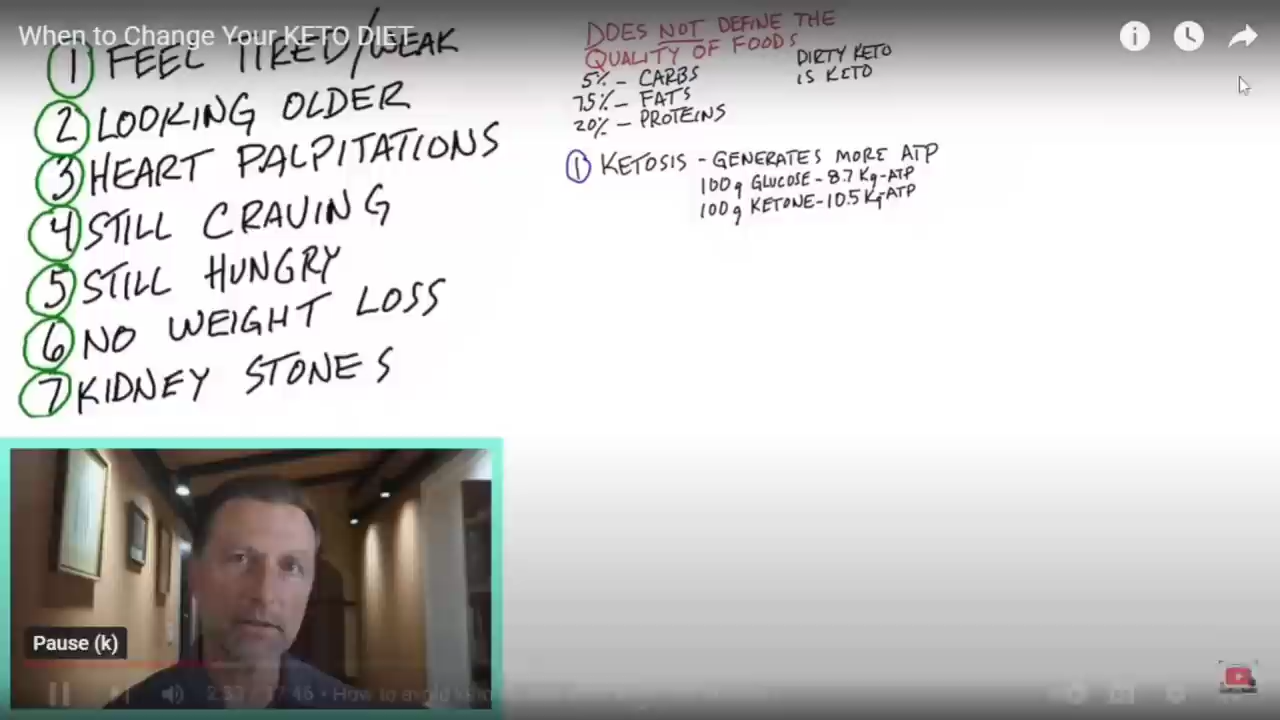 When to Change Your KETO DIET
1 FEEL TIRED/WEAK
2 LOOKING OLDER
3 HEART PALPITATIONS
4 STILL CRAVING
5 STILL HUNGRY
6 NO WEIGHT LOSS
7 KIDNEY STONES
DOES NOT DEFINE THE
QUALITY OF FOODS
5% - CARBS
75% - FATS
20% - PROTEINS
DIRTY KETO
IS KETO
1 KETOSIS - GENERATES MORE ATP
100g GLUCOSE - 8.7 Kg-ATP
100g KETONE - 10.5 Kg-ATP
Pause (k)
How to avoid